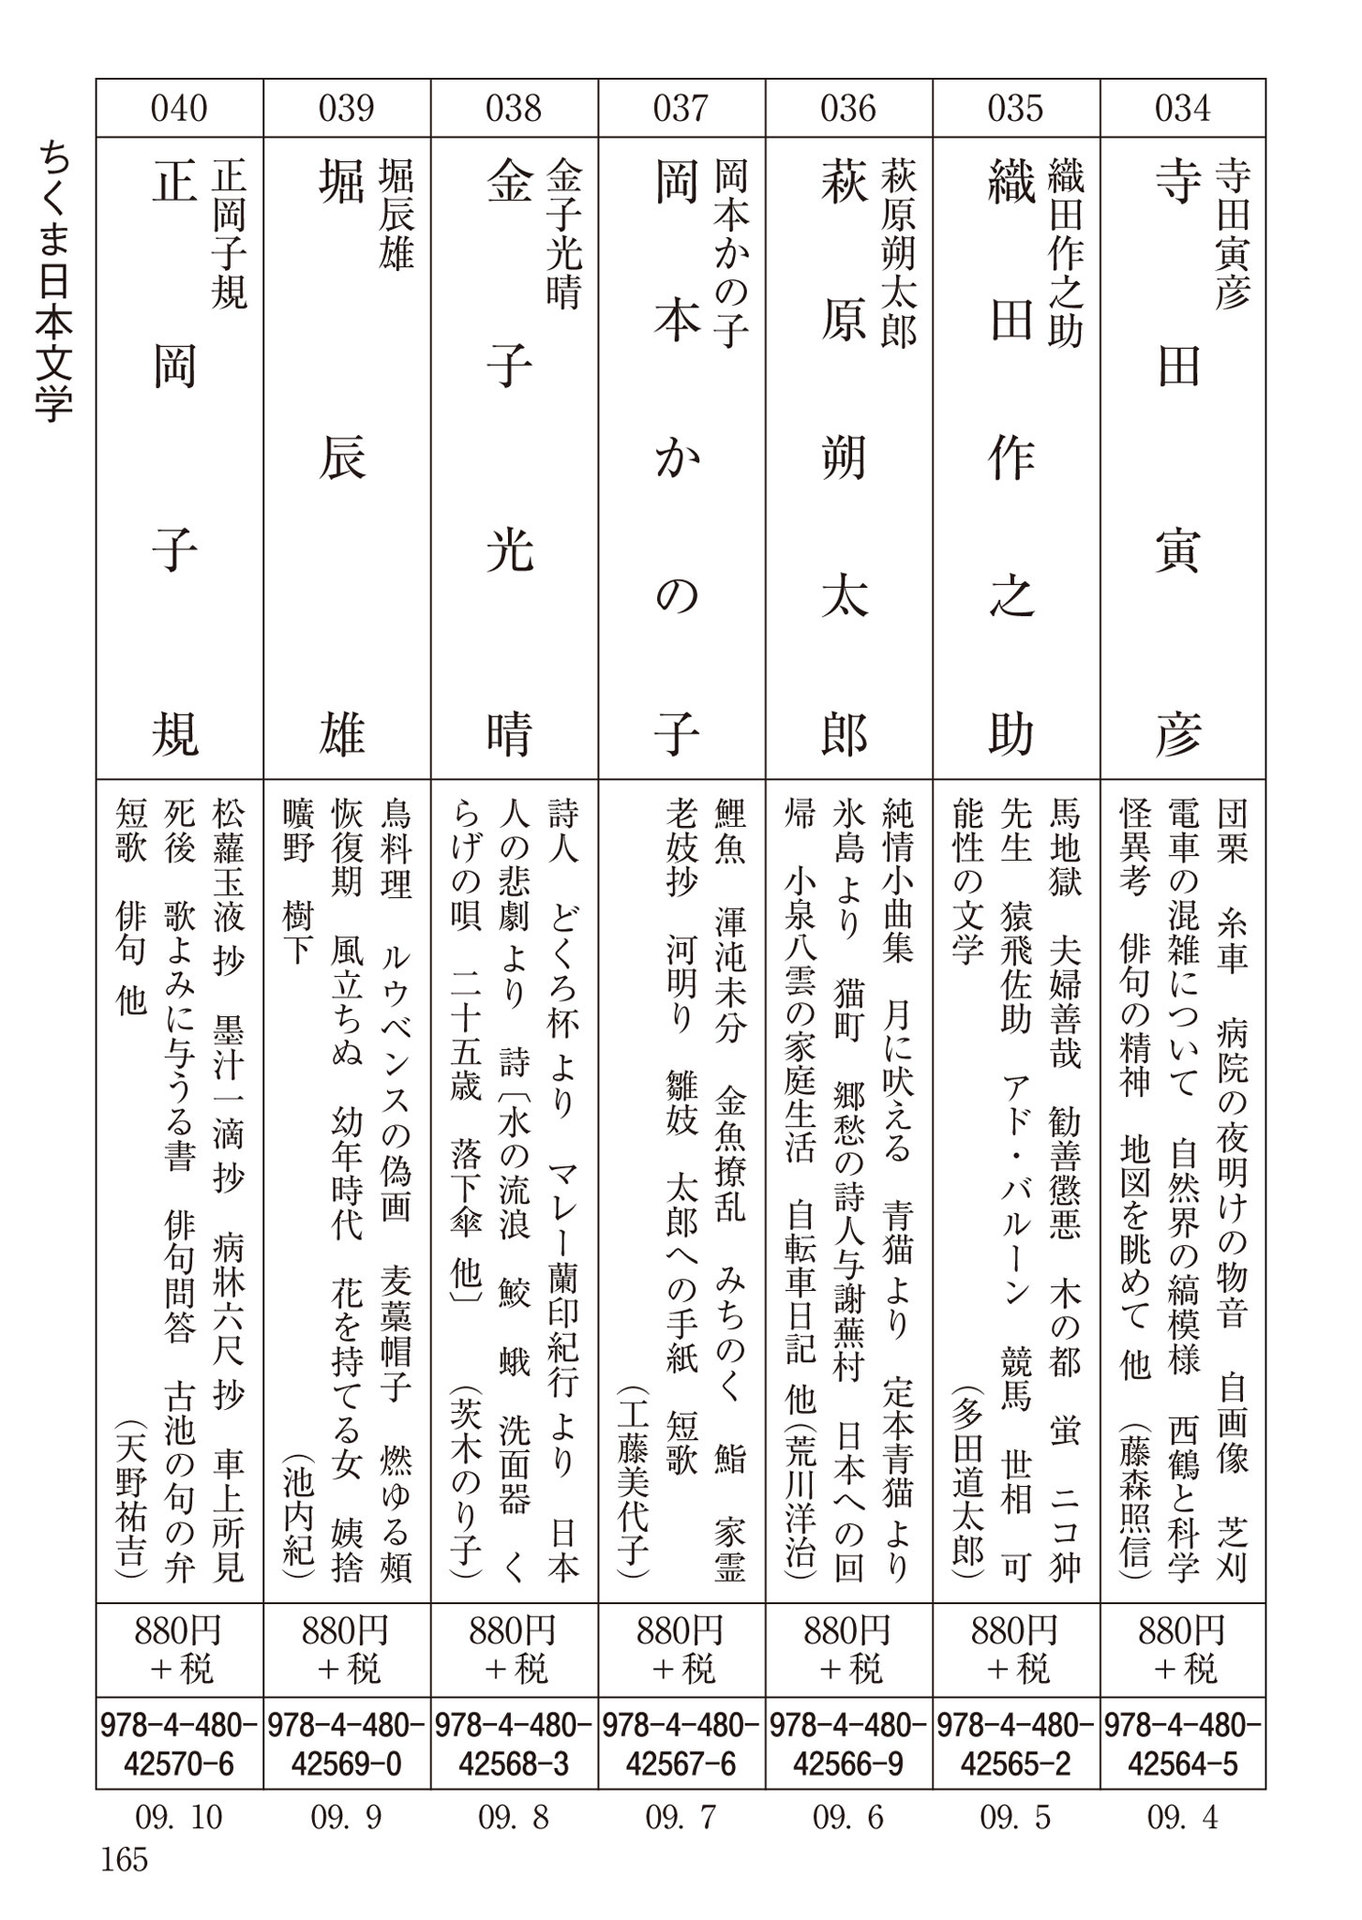 ちくま日本文学
034
寺田寅彦
寺田寅彦
団栗　糸車　病院の夜明けの物音　自画像　芝刈
電車の混雑について　自然界の縞模様　西鶴と科学
怪異考　俳句の精神　地図を眺めて 他　（藤森照信）
880円
＋税
978-4-480-
42564-5
09. 4
035
織田作之助
織田作之助
馬地獄　夫婦善哉　勧善懲悪　木の都　蛍　ニコ狆
先生　猿飛佐助　アド・バルーン　競馬　世相　可
能性の文学　（多田道太郎）
880円
＋税
978-4-480-
42565-2
09. 5
036
萩原朔太郎
萩原朔太郎
純情小曲集　月に吠える　青猫 より　定本青猫 より
氷島 より　猫町　郷愁の詩人与謝蕪村　日本への回
帰　小泉八雲の家庭生活　自転車日記 他（荒川洋治）
880円
＋税
978-4-480-
42566-9
09. 6
037
岡本かの子
岡本かの子
鯉魚　渾沌未分　金魚撩乱　みちのく　鮨　家霊
老妓抄　河明り　雛妓　太郎への手紙　短歌
（工藤美代子）
880円
＋税
978-4-480-
42567-6
09. 7
038
金子光晴
金子光晴
詩人　どくろ杯 より　マレー蘭印紀行 より　日本
人の悲劇 より　詩〔水の流浪　鮫　蛾　洗面器　く
らげの唄　二十五歳　落下傘 他〕　（茨木のり子）
880円
＋税
978-4-480-
42568-3
09. 8
039
堀辰雄
堀辰雄
鳥料理　ルウベンスの偽画　麦藁帽子　燃ゆる頰
恢復期　風立ちぬ　幼年時代　花を持てる女　姨捨
曠野　樹下　（池内紀）
880円
＋税
978-4-480-
42569-0
09. 9
040
正岡子規
正岡子規
松蘿玉液 抄　墨汁一滴 抄　病牀六尺 抄　車上所見
死後　歌よみに与うる書　俳句問答　古池の句の弁
短歌　俳句 他　（天野祐吉）
880円
＋税
978-4-480-
42570-6
09. 10
165